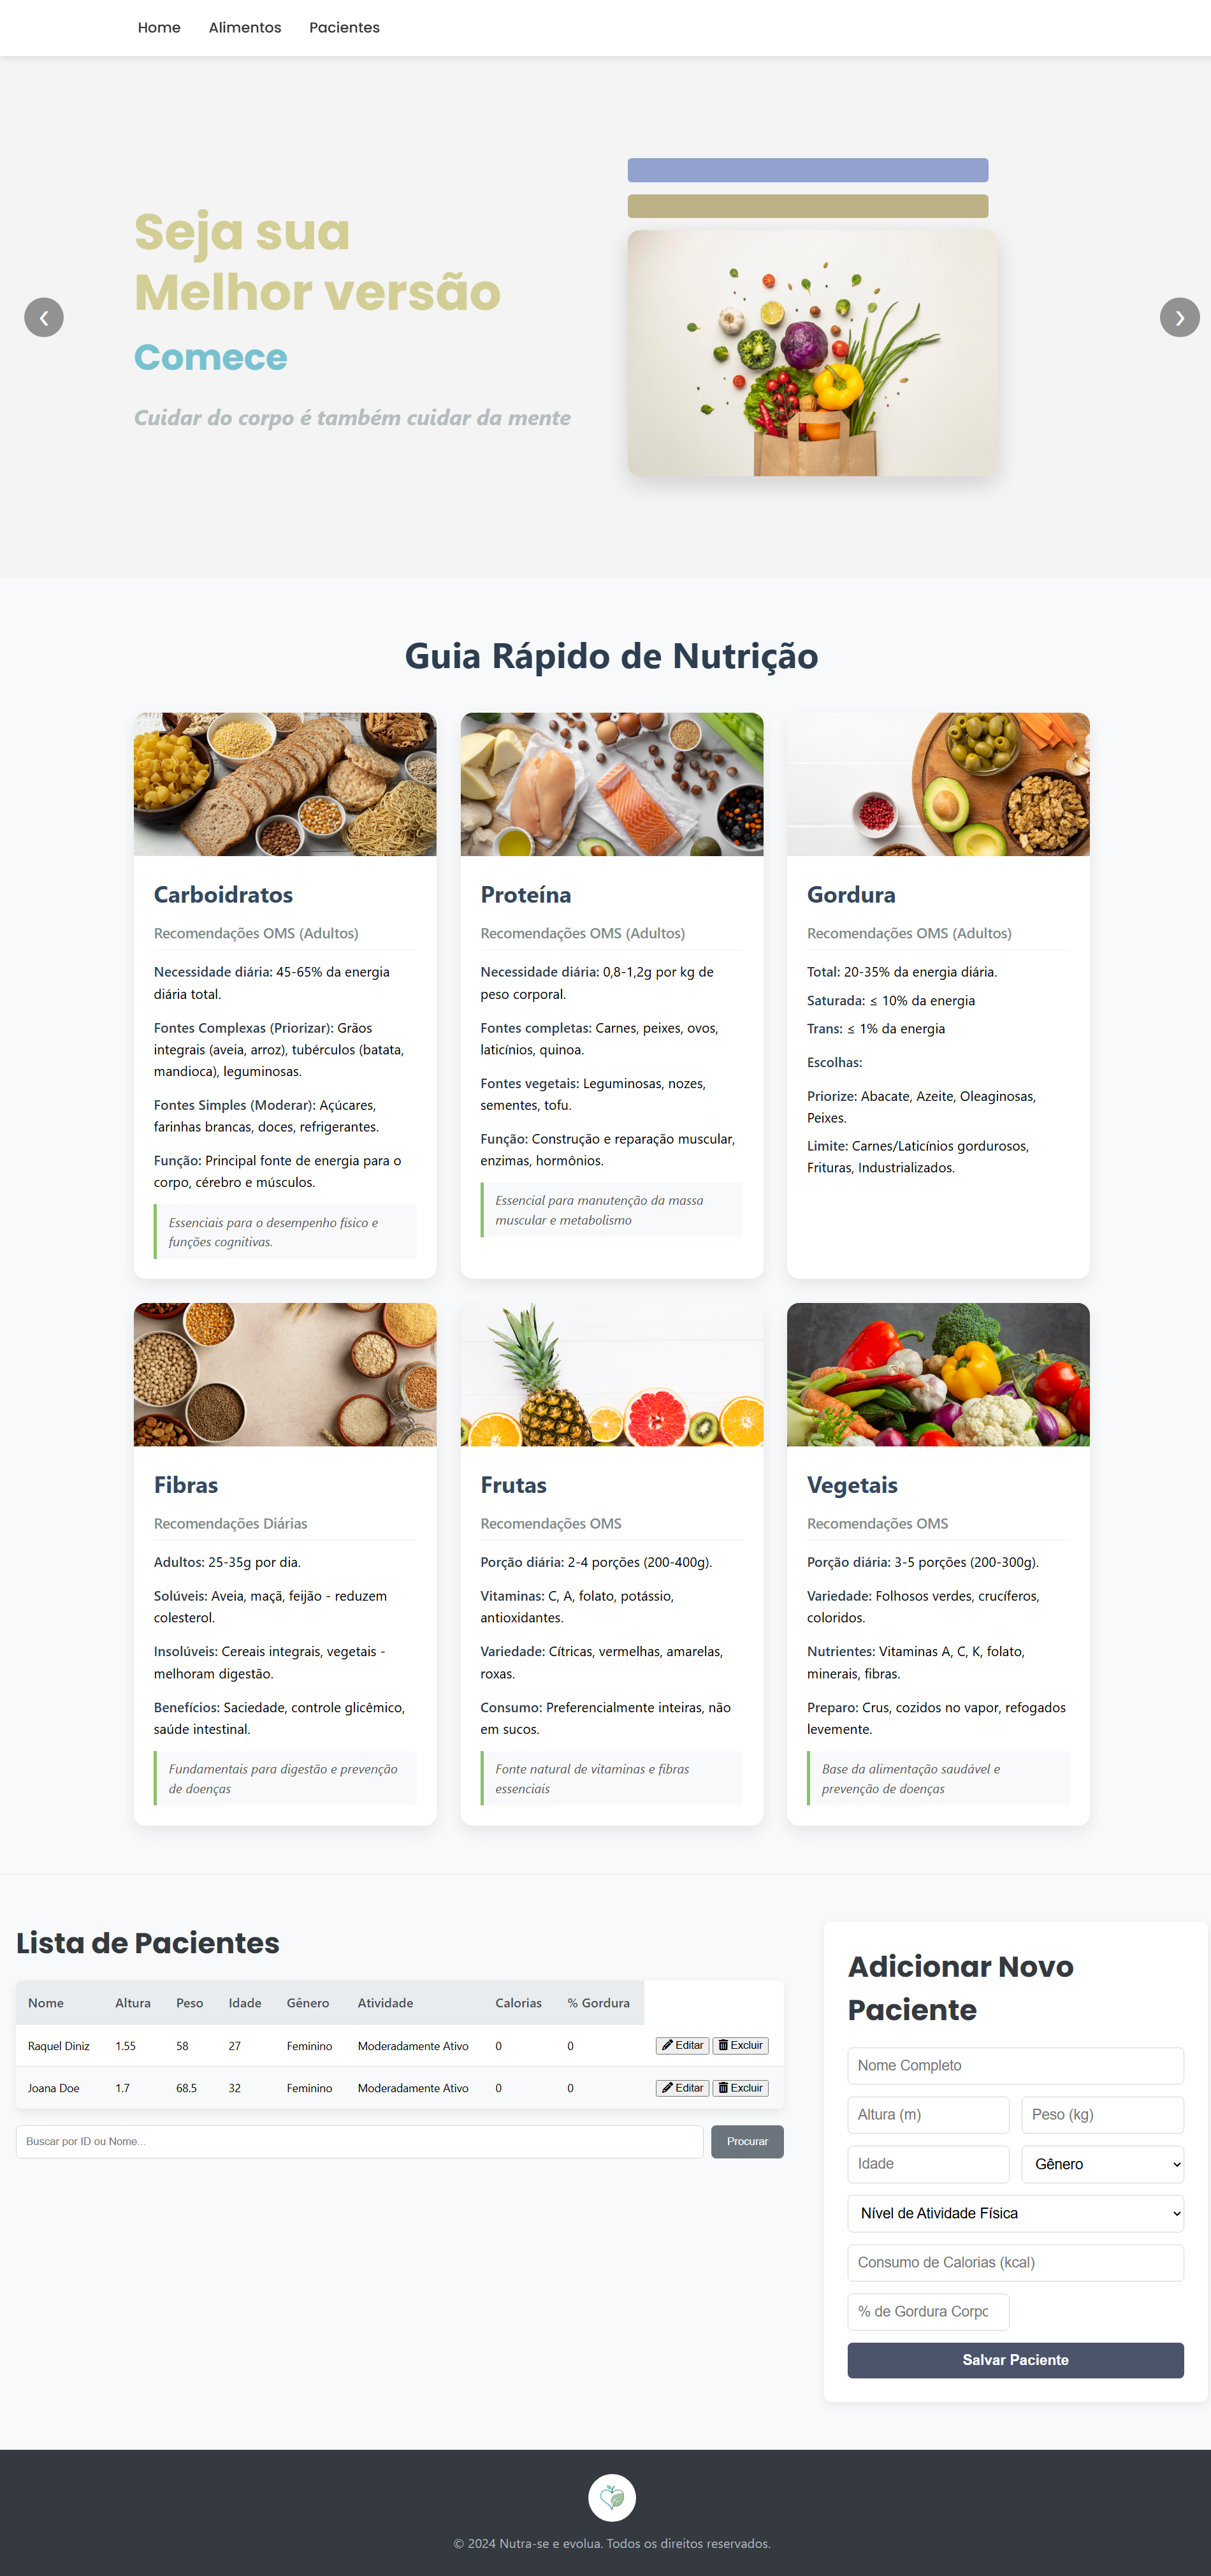 Home Alimentos Pacientes
Seja sua
Melhor versão
Comece
Cuidar do corpo é também cuidar da mente
❮
❯
Guia Rápido de Nutrição
Carboidratos
Recomendações OMS (Adultos)
Necessidade diária: 45-65% da energia
diária total.
Fontes Complexas (Priorizar): Grãos
integrais (aveia, arroz), tubérculos (batata,
mandioca), leguminosas.
Fontes Simples (Moderar): Açúcares,
farinhas brancas, doces, refrigerantes.
Função: Principal fonte de energia para o
corpo, cérebro e músculos.
Essenciais para o desempenho físico e
funções cognitivas.
Proteína
Recomendações OMS (Adultos)
Necessidade diária: 0,8-1,2g por kg de
peso corporal.
Fontes completas: Carnes, peixes, ovos,
laticínios, quinoa.
Fontes vegetais: Leguminosas, nozes,
sementes, tofu.
Função: Construção e reparação muscular,
enzimas, hormônios.
Essencial para manutenção da massa
muscular e metabolismo
Gordura
Recomendações OMS (Adultos)
Total: 20-35% da energia diária.
Saturada: ≤ 10% da energia
Trans: ≤ 1% da energia
Escolhas:
Priorize: Abacate, Azeite, Oleaginosas,
Peixes.
Limite: Carnes/Laticínios gordurosos,
Frituras, Industrializados.
Fibras
Recomendações Diárias
Adultos: 25-35g por dia.
Solúveis: Aveia, maçã, feijão - reduzem
colesterol.
Insolúveis: Cereais integrais, vegetais -
melhoram digestão.
Benefícios: Saciedade, controle glicêmico,
saúde intestinal.
Fundamentais para digestão e prevenção
de doenças
Frutas
Recomendações OMS
Porção diária: 2-4 porções (200-400g).
Vitaminas: C, A, folato, potássio,
antioxidantes.
Variedade: Cítricas, vermelhas, amarelas,
roxas.
Consumo: Preferencialmente inteiras, não
em sucos.
Fonte natural de vitaminas e fibras
essenciais
Vegetais
Recomendações OMS
Porção diária: 3-5 porções (200-300g).
Variedade: Folhosos verdes, crucíferos,
coloridos.
Nutrientes: Vitaminas A, C, K, folato,
minerais, fibras.
Preparo: Crus, cozidos no vapor, refogados
levemente.
Base da alimentação saudável e
prevenção de doenças
Lista de Pacientes
Nome Altura Peso Idade Gênero Atividade Calorias % Gordura
Raquel Diniz 1.55 58 27 Feminino Moderadamente Ativo 0 0 Editar Excluir
Joana Doe 1.7 68.5 32 Feminino Moderadamente Ativo 0 0 Editar Excluir
Buscar por ID ou Nome... Procurar
Adicionar Novo
Paciente
Nome Completo
Altura (m) Peso (kg)
Idade Gênero
Nível de Atividade Física
Consumo de Calorias (kcal)
% de Gordura Corpc
Salvar Paciente
© 2024 Nutra-se e evolua. Todos os direitos reservados.